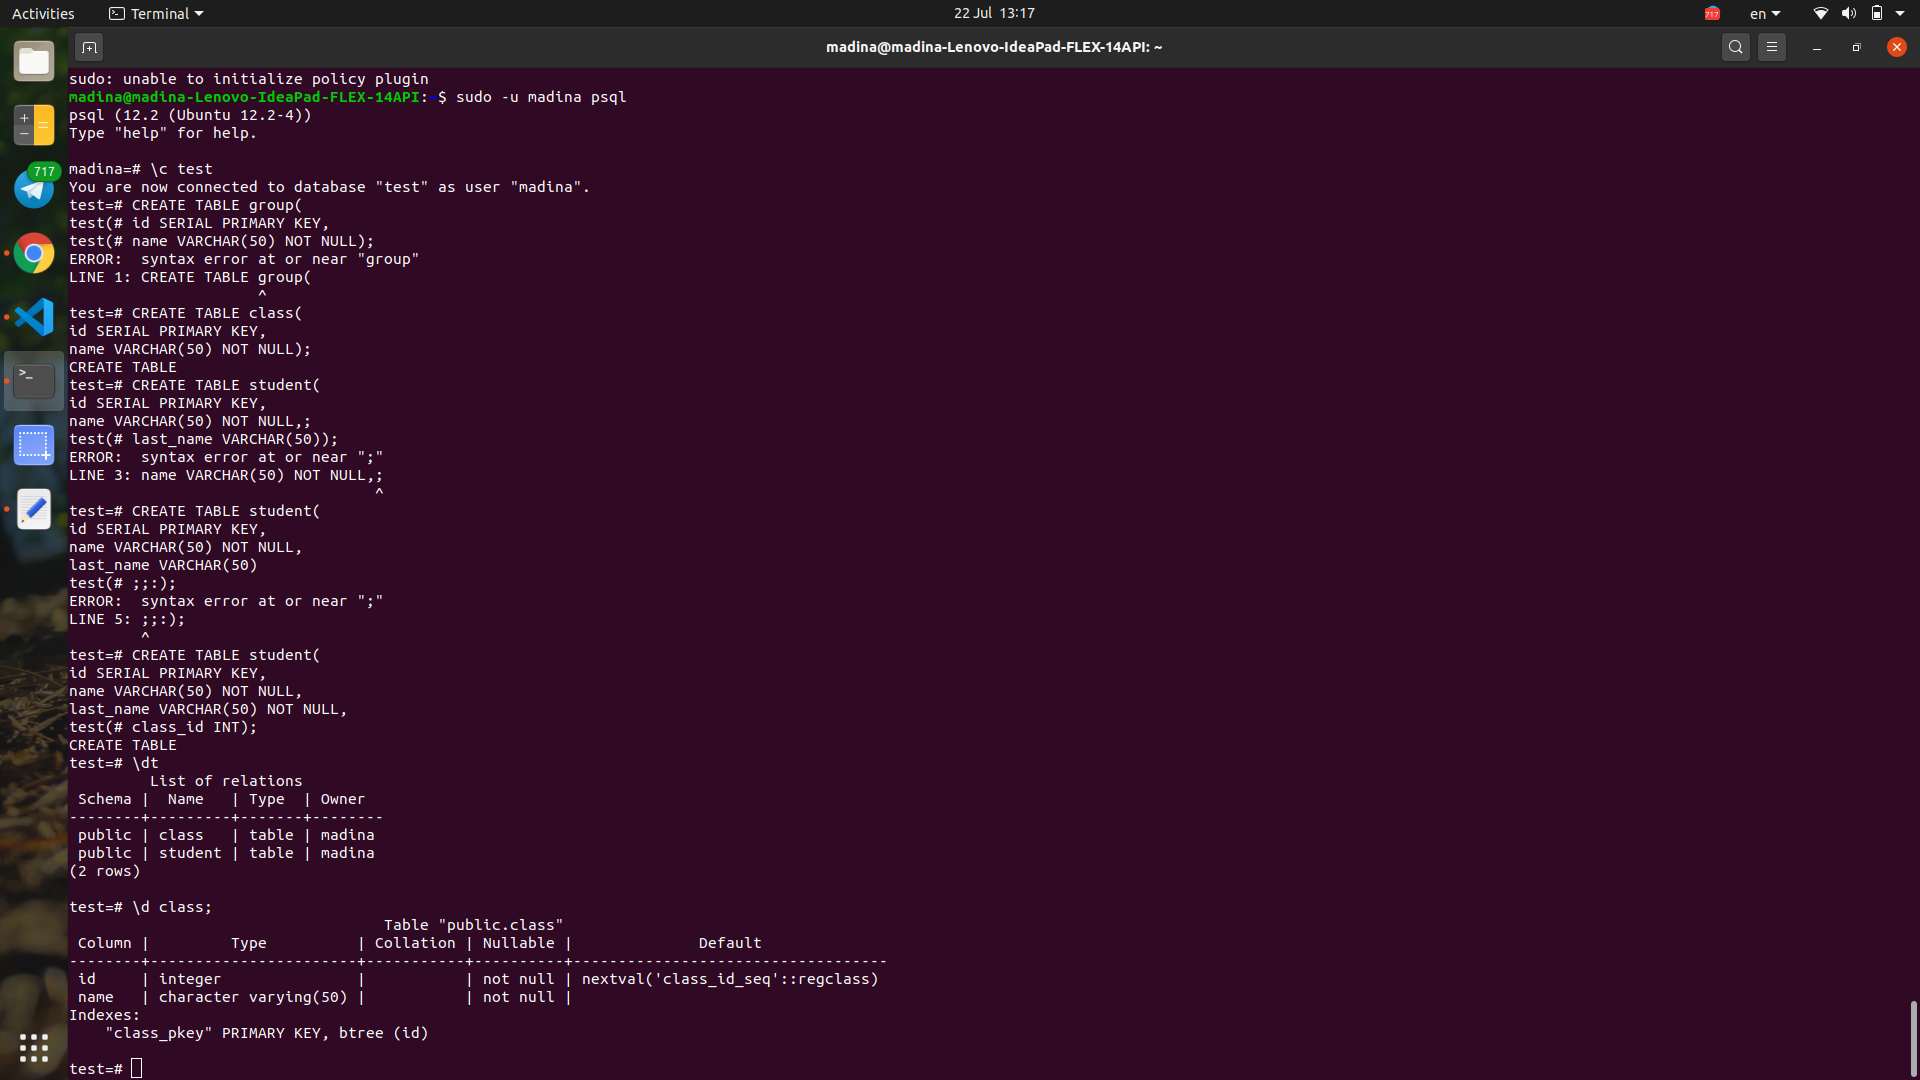 Activities
Terminal
22 Jul 13:17
717
en
madina@madina-Lenovo-IdeaPad-FLEX-14API: ~
717
sudo: unable to initialize policy plugin
madina@madina-Lenovo-IdeaPad-FLEX-14API:~$ sudo -u madina psql
psql (12.2 (Ubuntu 12.2-4))
Type "help" for help.
madina=# \c test
You are now connected to database "test" as user "madina".
test=# CREATE TABLE group(
test(# id SERIAL PRIMARY KEY,
test(# name VARCHAR(50) NOT NULL);
ERROR:  syntax error at or near "group"
LINE 1: CREATE TABLE group(
                     ^
test=# CREATE TABLE class(
id SERIAL PRIMARY KEY,
name VARCHAR(50) NOT NULL);
CREATE TABLE
test=# CREATE TABLE student(
id SERIAL PRIMARY KEY,
name VARCHAR(50) NOT NULL,;
test(# last_name VARCHAR(50));
ERROR:  syntax error at or near ";"
LINE 3: name VARCHAR(50) NOT NULL,;
                                  ^
test=# CREATE TABLE student(
id SERIAL PRIMARY KEY,
name VARCHAR(50) NOT NULL,
last_name VARCHAR(50)
test(# ;;:);
ERROR:  syntax error at or near ";"
LINE 5: ;;:);
        ^
test=# CREATE TABLE student(
id SERIAL PRIMARY KEY,
name VARCHAR(50) NOT NULL,
last_name VARCHAR(50) NOT NULL,
test(# class_id INT);
CREATE TABLE
test=# \dt
         List of relations
 Schema |  Name   | Type  | Owner
--------+---------+-------+--------
 public | class   | table | madina
 public | student | table | madina
(2 rows)
test=# \d class;
                                   Table "public.class"
 Column |         Type          | Collation | Nullable |              Default
--------+-----------------------+-----------+----------+-----------------------------------
 id     | integer               |           | not null | nextval('class_id_seq'::regclass)
 name   | character varying(50) |           | not null |
Indexes:
    "class_pkey" PRIMARY KEY, btree (id)
test=#